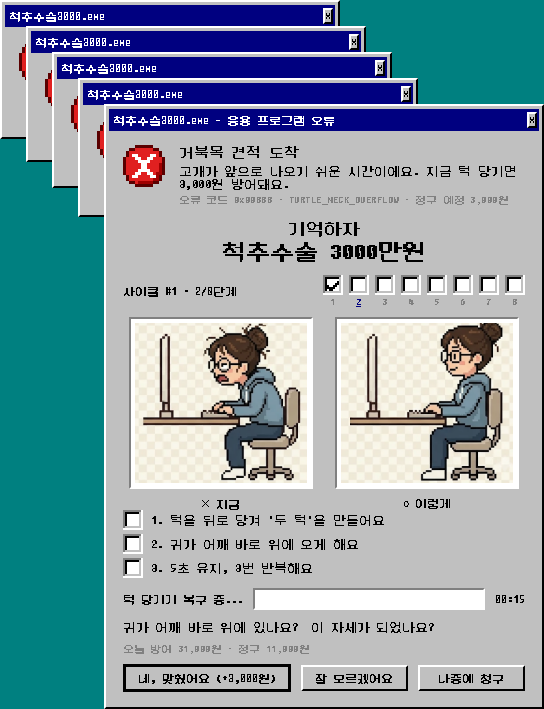 척추수술3000.exe
척추수술3000.exe
척추수술3000.exe
척추수술3000.exe
척추수술3000.exe - 응용 프로그램 오류
거북목 견적 도착
고개가 앞으로 나오기 쉬운 시간이에요. 지금 턱 당기면
3,000원 방어돼요.
오류 코드 0x00BBB · TURTLE_NECK_OVERFLOW · 청구 예정 3,000원
기억하자
척추수술 3000만원
사이클 #1 · 2/8단계
1 2 3 4 5 6 7 8
× 지금
○ 이렇게
1. 턱을 뒤로 당겨 '두 턱'을 만들어요
2. 귀가 어깨 바로 위에 오게 해요
3. 5초 유지, 3번 반복해요
턱 당기기 복구 중... 00:15
귀가 어깨 바로 위에 있나요? 이 자세가 되었나요?
오늘 방어 31,000원 · 청구 11,000원
네, 맞췄어요 (+3,000원)
잘 모르겠어요
나중에 청구